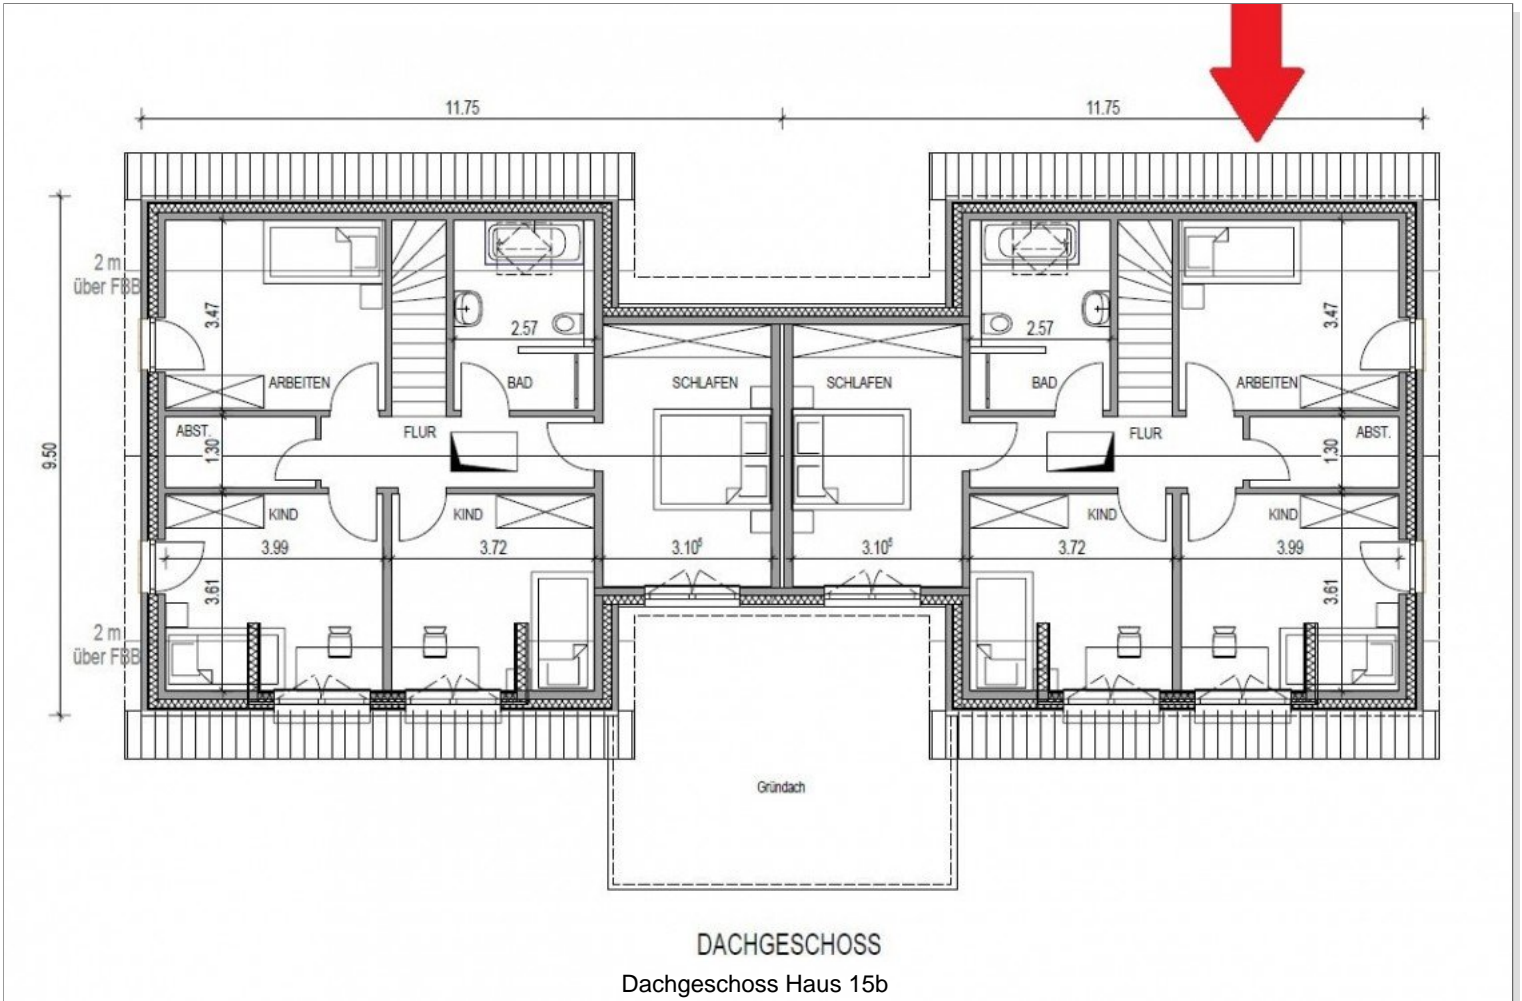 11.75
11.75
2 m
über FBB
3.47
2.57
2.57
3.47
ARBEITEN
BAD
SCHLAFEN
SCHLAFEN
BAD
ARBEITEN
ABST.
FLUR
FLUR
ABST.
9.50
1.30
1.30
KIND
KIND
KIND
KIND
3.99
3.72
3.10⁵
3.10⁵
3.72
3.99
3.61
3.61
2 m
über FBB
Gründach
DACHGESCHOSS
Dachgeschoss Haus 15b